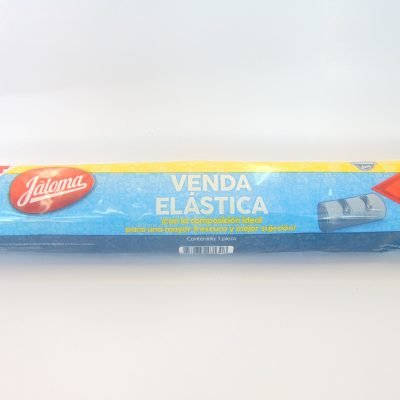 Jaloma
VENDA
ELÁSTICA
¡Con la composición ideal
para una mayor frescura y mejor sujeción!
Contenido: 1 pieza